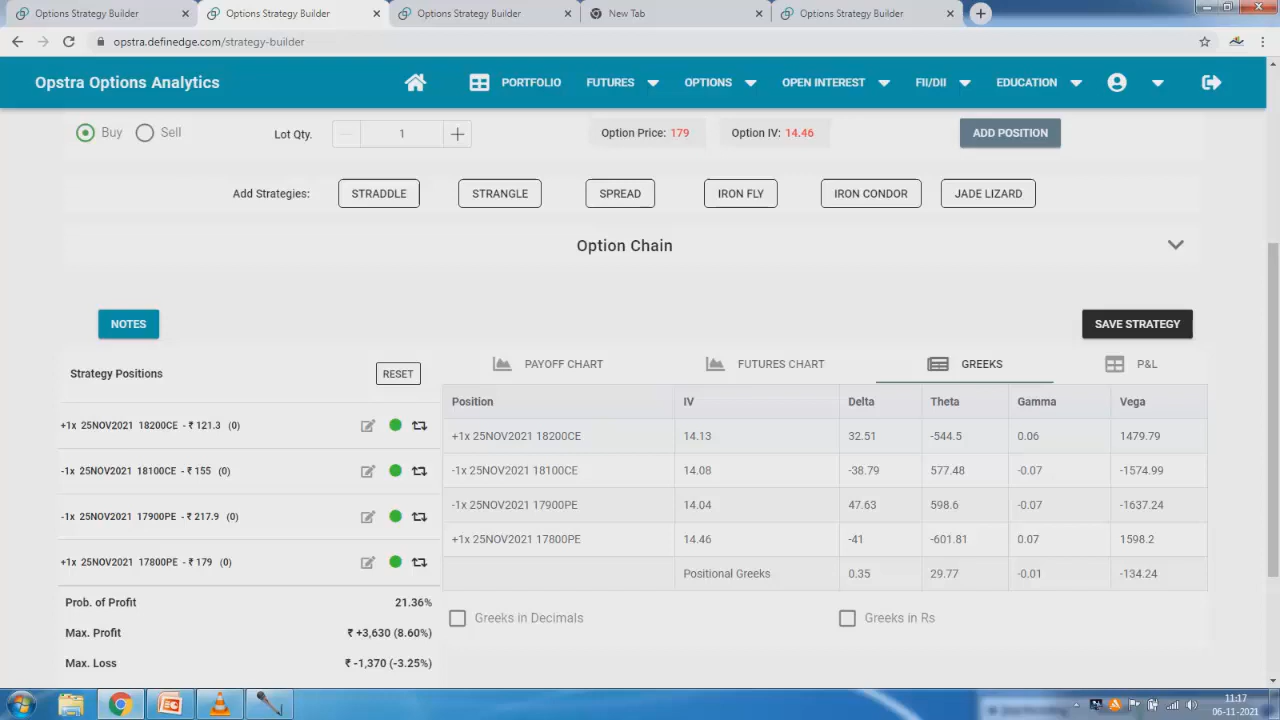 Options Strategy Builder × Options Strategy Builder × Options Strategy Builder × New Tab × Options Strategy Builder ×
opstra.definedge.com/strategy-builder
Opstra Options Analytics PORTFOLIO FUTURES OPTIONS OPEN INTEREST FII/DII EDUCATION
Buy Sell Lot Qty. 1 Option Price: 179 Option IV: 14.46 ADD POSITION
Add Strategies: STRADDLE STRANGLE SPREAD IRON FLY IRON CONDOR JADE LIZARD
Option Chain
NOTES SAVE STRATEGY
Strategy Positions RESET
PAYOFF CHART FUTURES CHART GREEKS P&L
Position IV Delta Theta Gamma Vega
+1x 25NOV2021 18200CE - ₹ 121.3 (0)
+1x 25NOV2021 18200CE 14.13 32.51 -544.5 0.06 1479.79
-1x 25NOV2021 18100CE - ₹ 155 (0)
-1x 25NOV2021 18100CE 14.08 -38.79 577.48 -0.07 -1574.99
-1x 25NOV2021 17900PE - ₹ 217.9 (0)
-1x 25NOV2021 17900PE 14.04 47.63 598.6 -0.07 -1637.24
+1x 25NOV2021 17800PE - ₹ 179 (0)
+1x 25NOV2021 17800PE 14.46 -41 -601.81 0.07 1598.2
Positional Greeks 0.35 29.77 -0.01 -134.24
Prob. of Profit 21.36%
Greeks in Decimals Greeks in Rs
Max. Profit ₹ +3,630 (8.60%)
Max. Loss ₹ -1,370 (-3.25%)
11:17
06-11-2021